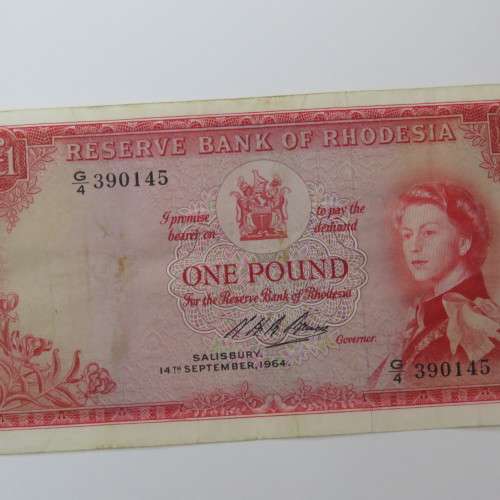 RESERVE BANK OF RHODESIA
£1
G/4 390145
I promise to pay the
bearer on demand
ONE POUND
For the Reserve Bank of Rhodesia
Governor.
SALISBURY,
14TH SEPTEMBER, 1964.
G/4 390145